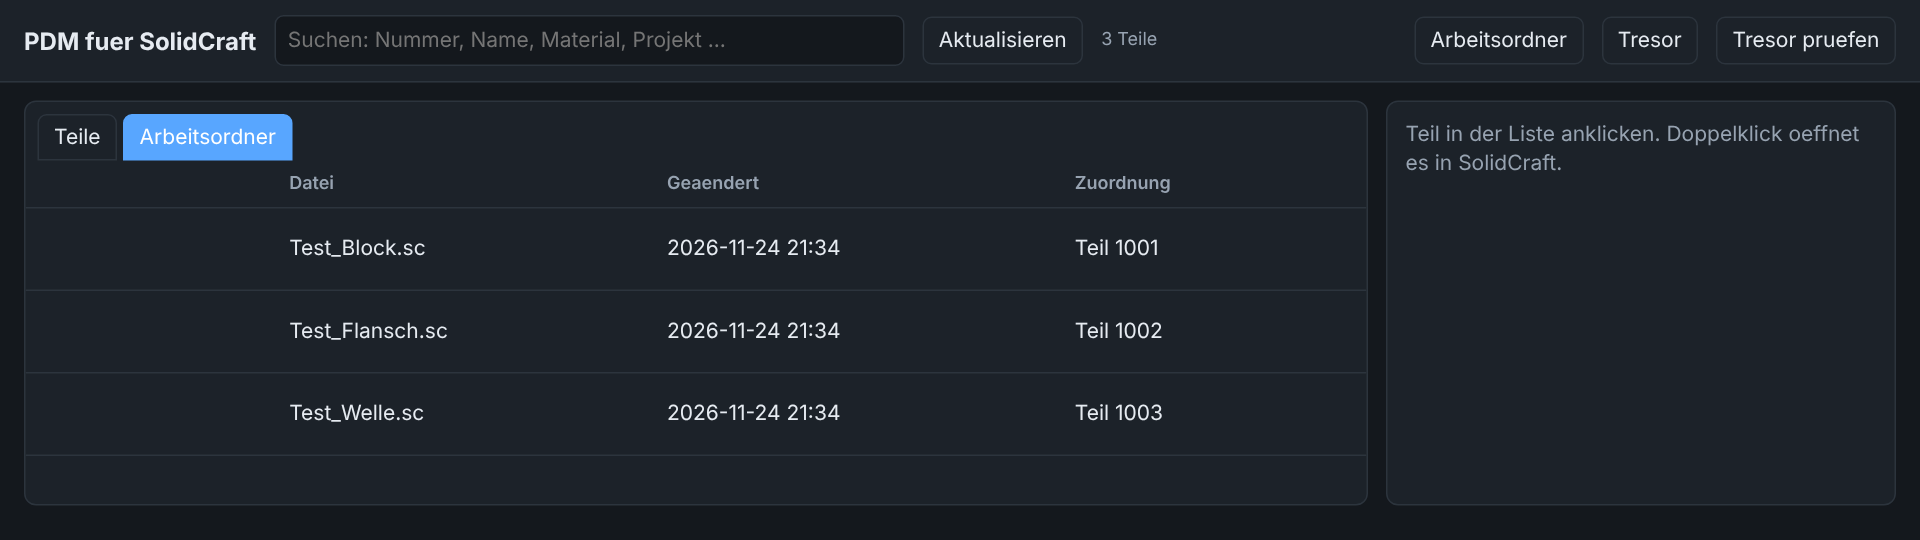 PDM fuer SolidCraft Suchen: Nummer, Name, Material, Projekt ... Aktualisieren 3 Teile Arbeitsordner Tresor Tresor pruefen
Teile Arbeitsordner
Datei Geaendert Zuordnung
Test_Block.sc 2026-11-24 21:34 Teil 1001
Test_Flansch.sc 2026-11-24 21:34 Teil 1002
Test_Welle.sc 2026-11-24 21:34 Teil 1003
Teil in der Liste anklicken. Doppelklick oeffnet
es in SolidCraft.